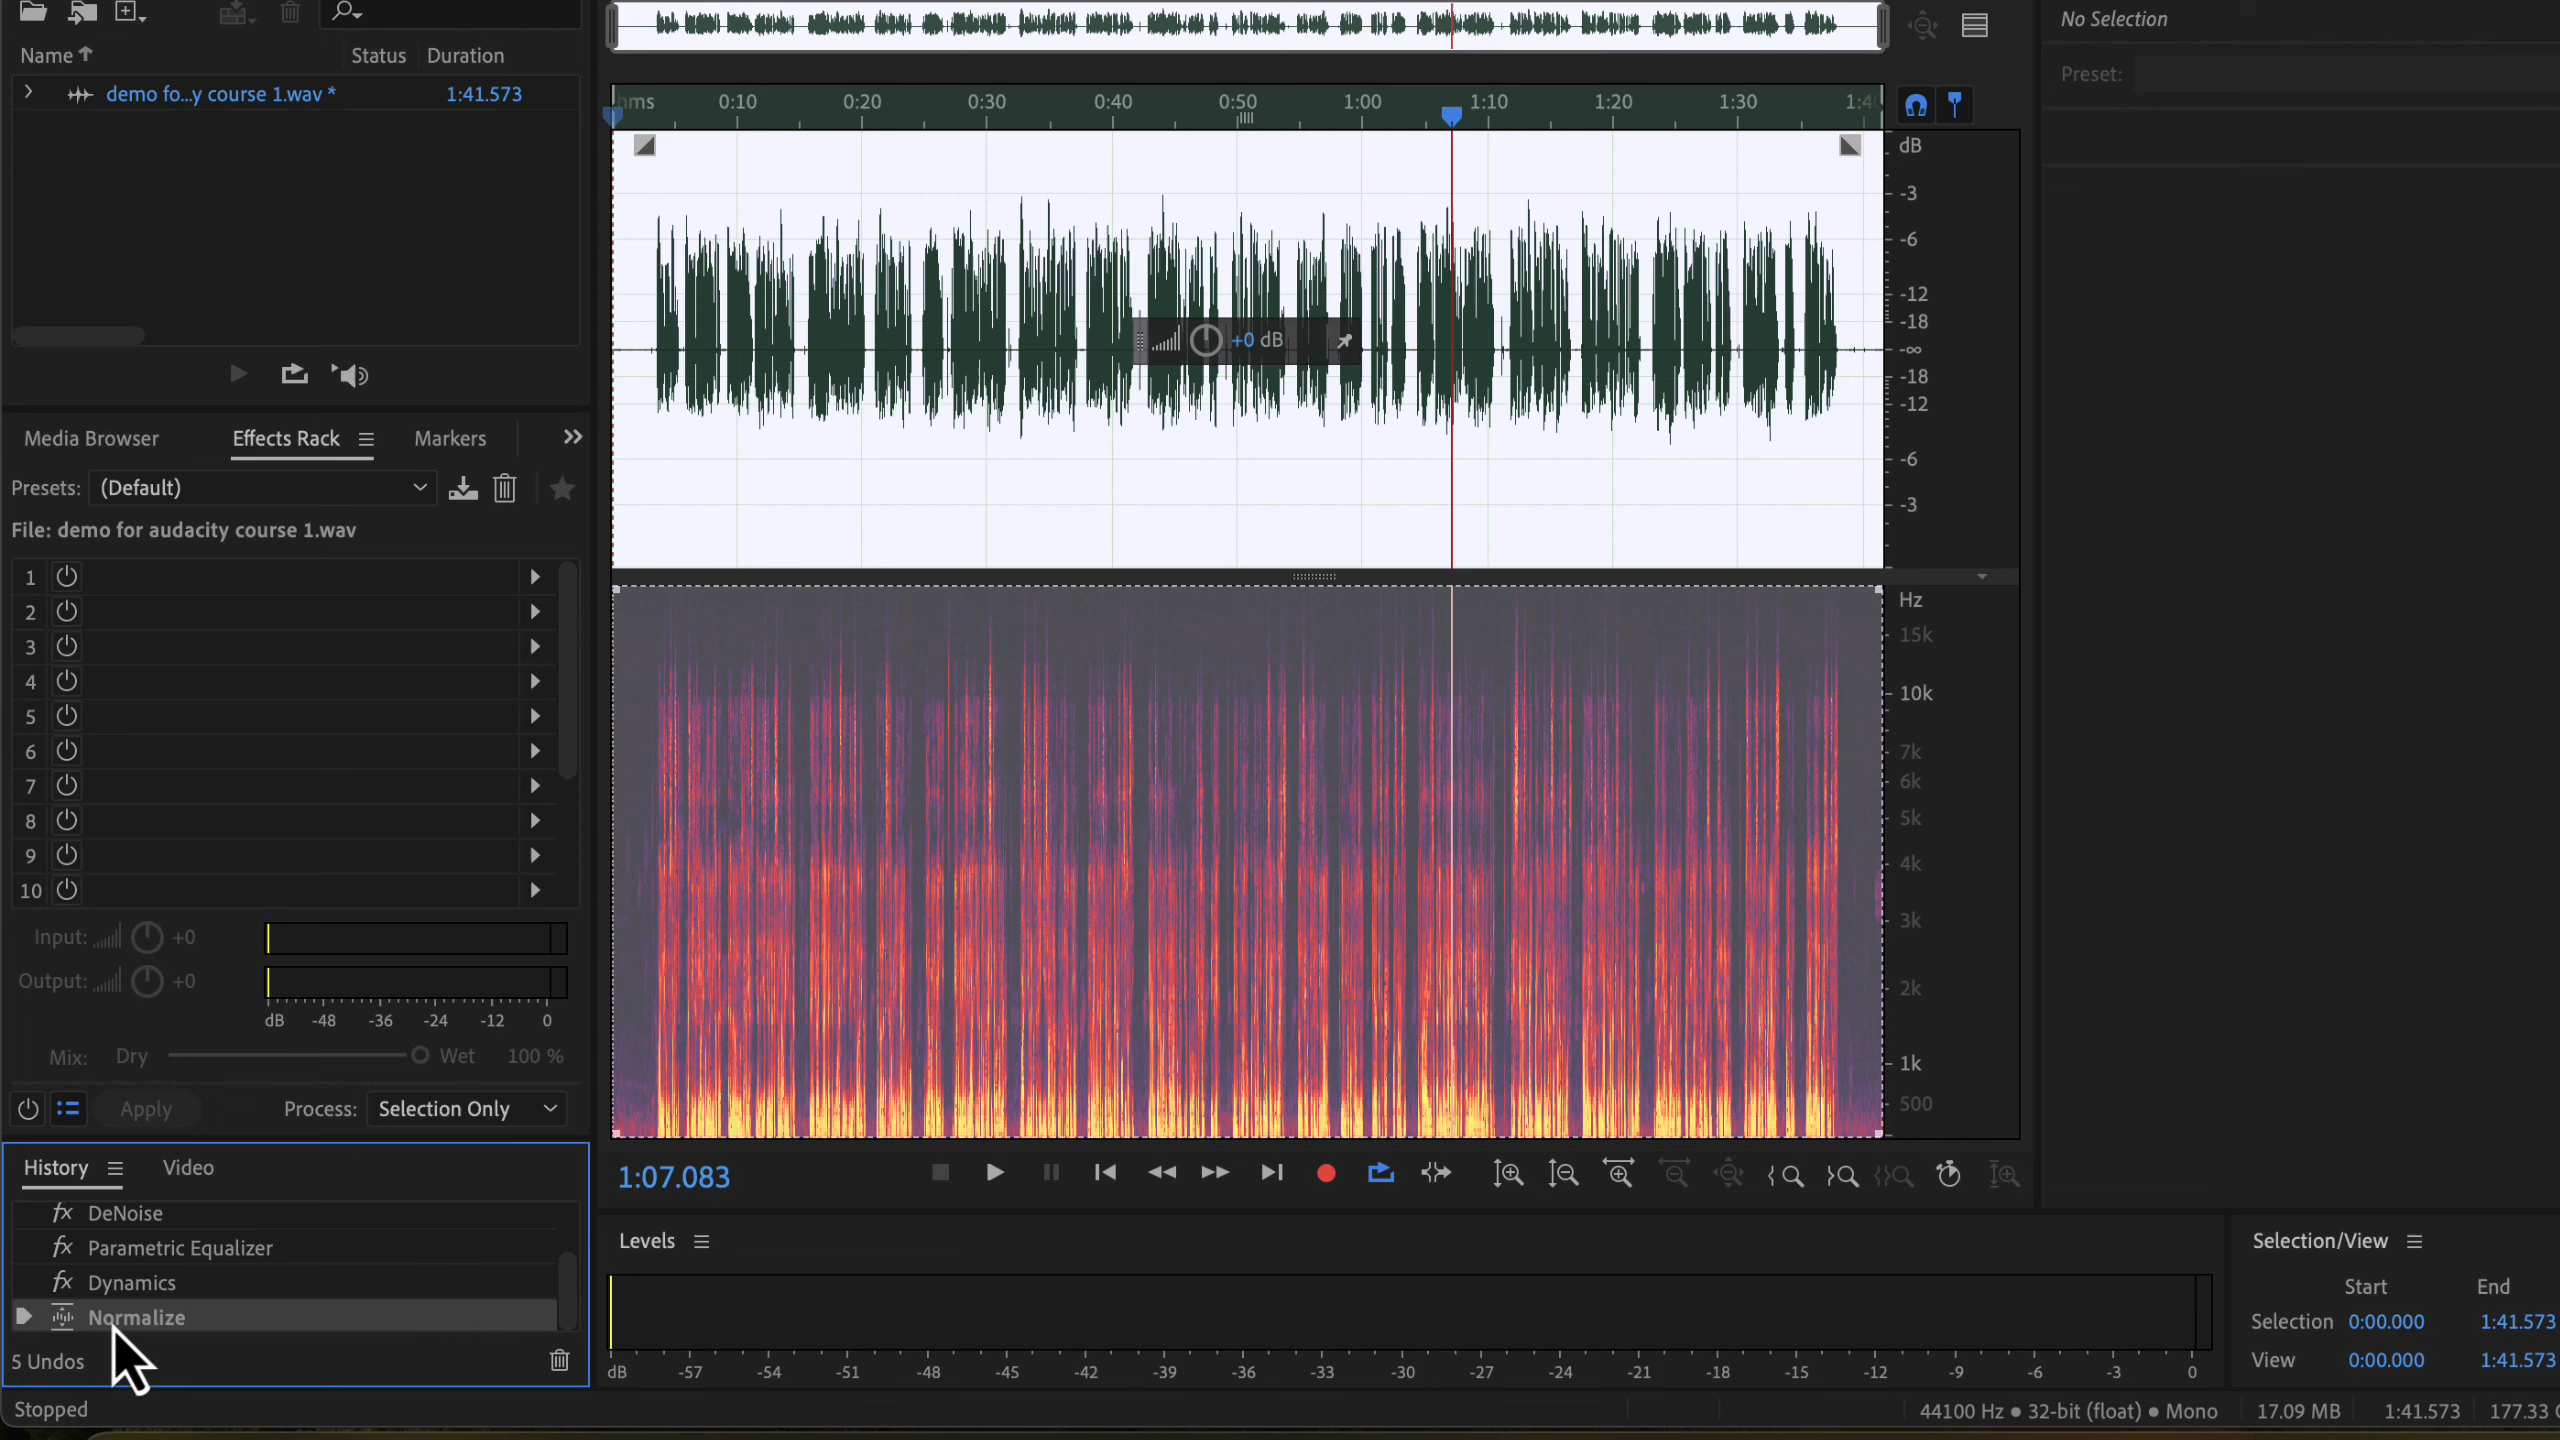 Name Status Duration
demo fo...y course 1.wav * 1:41.573
Media Browser Effects Rack Markers
Presets: (Default)
File: demo for audacity course 1.wav
1
2
3
4
5
6
7
8
9
10
Input: +0
Output: +0
dB -48 -36 -24 -12 0
Mix: Dry Wet 100 %
Apply Process: Selection Only
History Video
fx DeNoise
fx Parametric Equalizer
fx Dynamics
Normalize
5 Undos
Stopped
hms 0:10 0:20 0:30 0:40 0:50 1:00 1:10 1:20 1:30
dB
-3
-6
-12
-18
-∞
-18
-12
-6
-3
+0 dB
Hz
15k
10k
7k
6k
5k
4k
3k
2k
1k
500
1:07.083
Levels
dB -57 -54 -51 -48 -45 -42 -39 -36 -33 -30 -27 -24 -21 -18 -15 -12 -9 -6 -3 0
No Selection
Preset:
Selection/View
Start End
Selection 0:00.000 1:41.573
View 0:00.000 1:41.573
44100 Hz ● 32-bit (float) ● Mono 17.09 MB 1:41.573 177.33